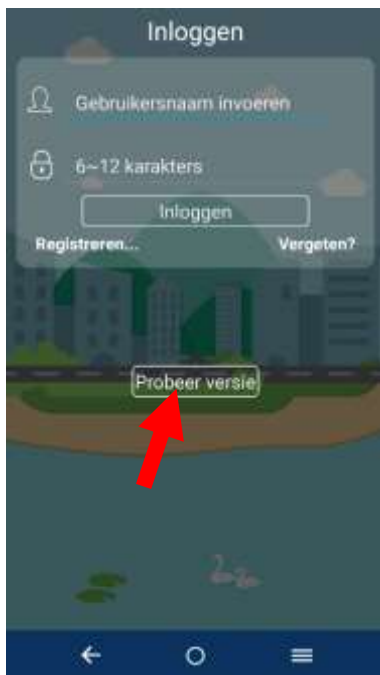 Inloggen
Gebruikersnaam invoeren
6~12 karakters
Inloggen
Registreren... Vergeten?
Probeer versie